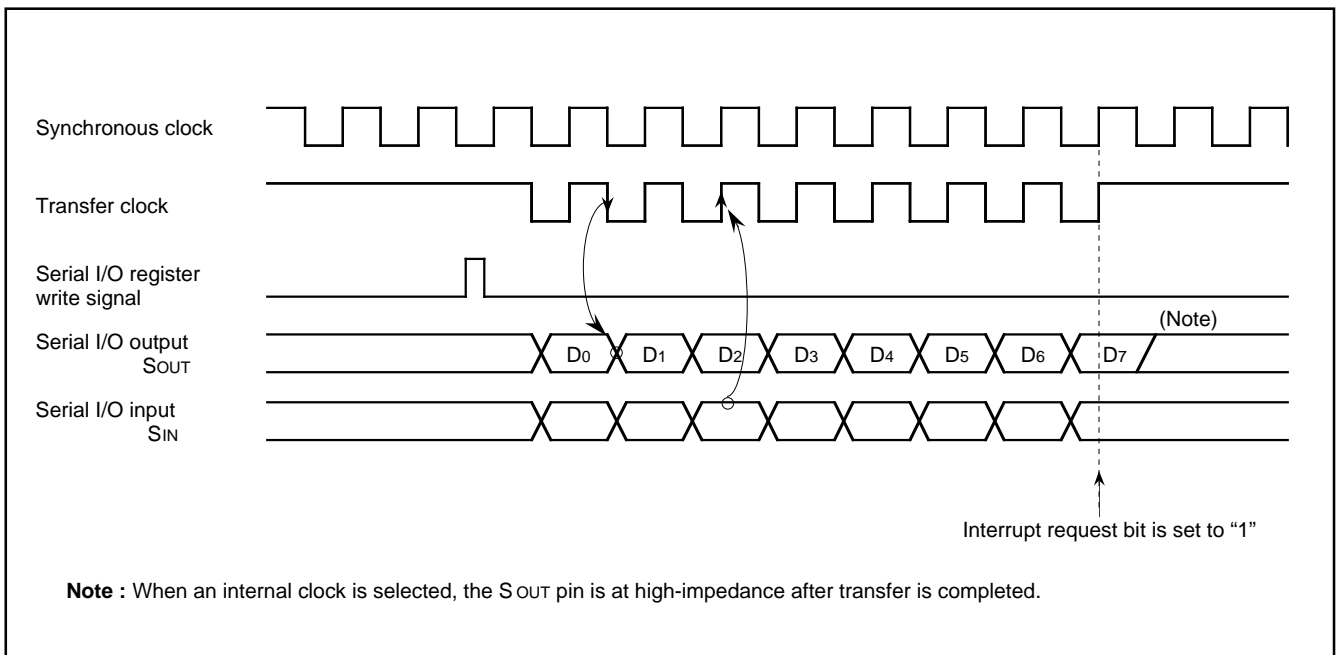 Synchronous clock
Transfer clock
Serial I/O register
write signal
(Note)
Serial I/O output
SOUT
D0 D1 D2 D3 D4 D5 D6 D7
Serial I/O input
SIN
Interrupt request bit is set to “1”
Note : When an internal clock is selected, the SOUT pin is at high-impedance after transfer is completed.